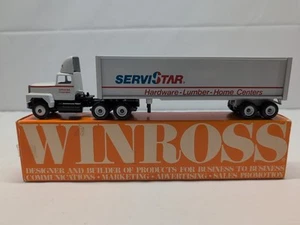 SERVISTAR®
Hardware·Lumber·Home Centers
WINROSS
DESIGNER AND BUILDER OF PRODUCTS FOR BUSINESS TO BUSINESS
COMMUNICATIONS - MARKETING - ADVERTISING - SALES PROMOTION